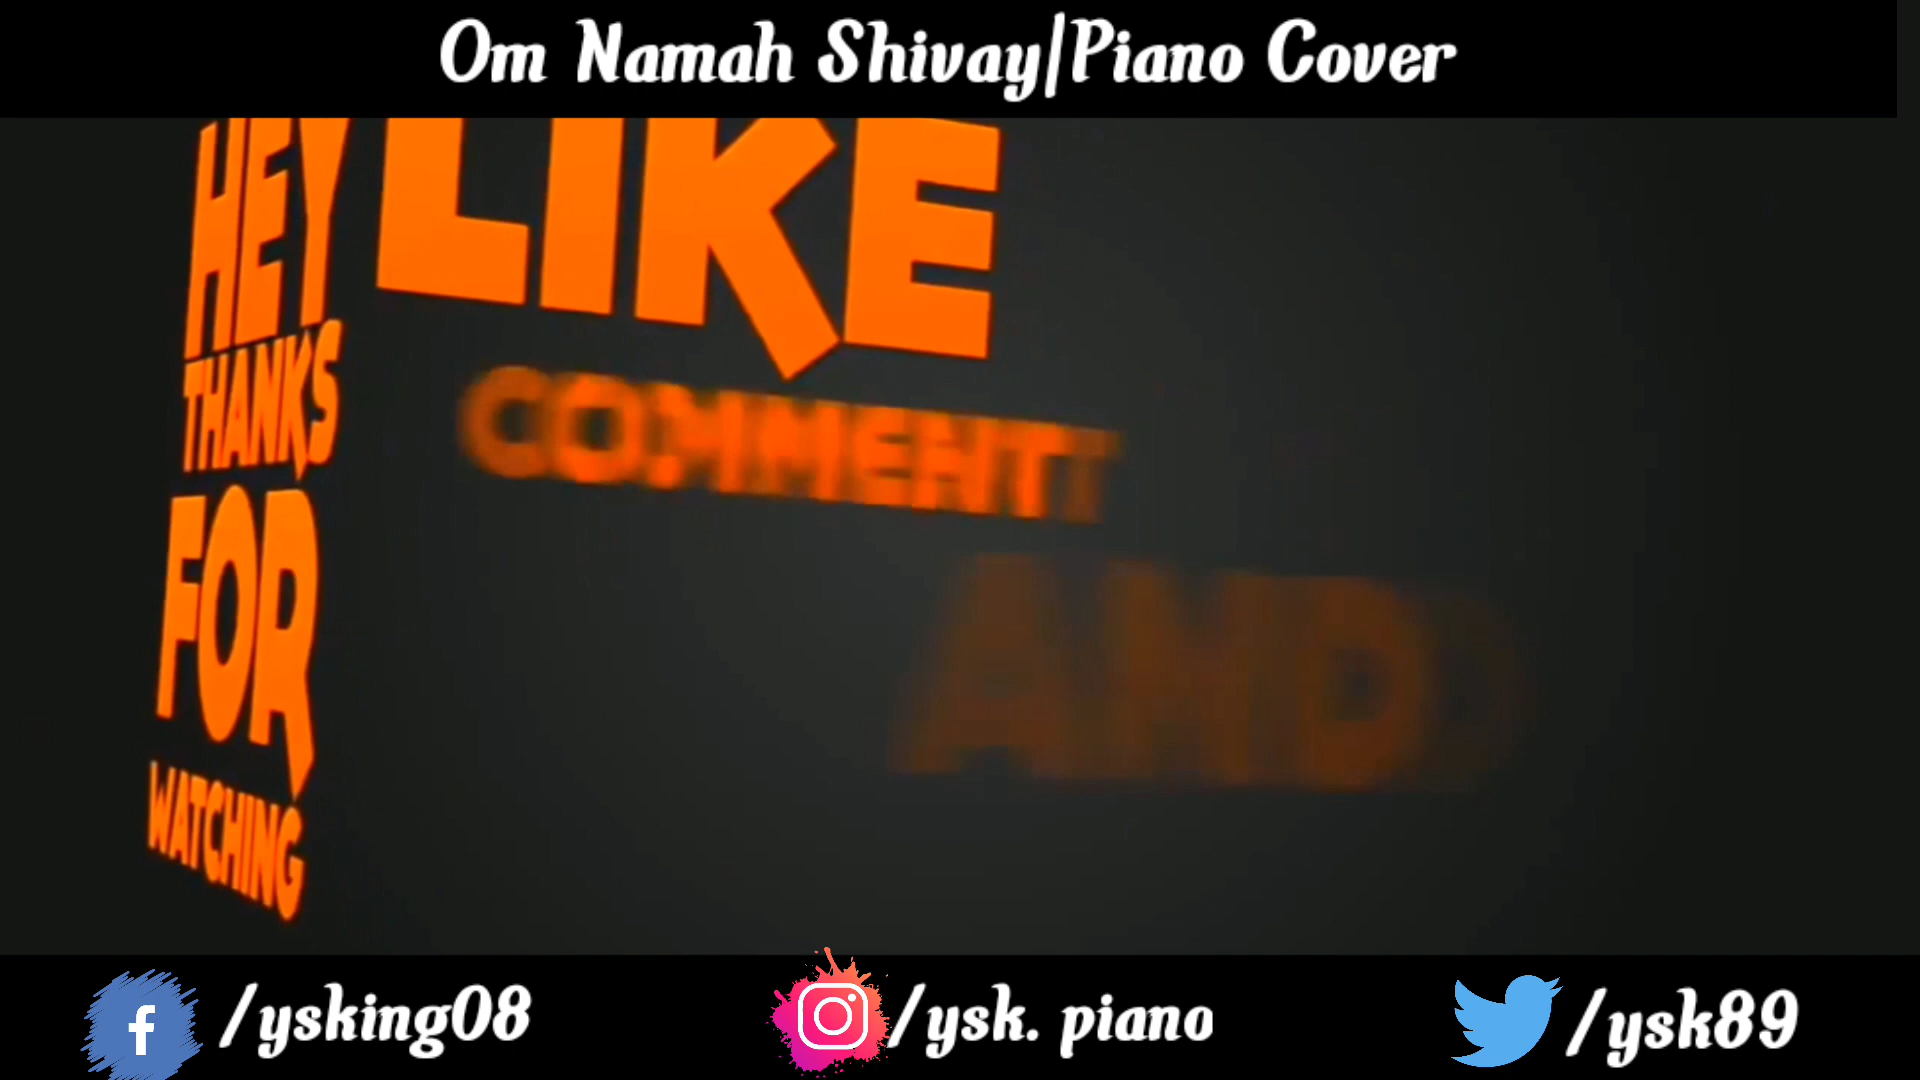 Om Namah Shivay/Piano Cover
HEY
THANKS
FOR
WATCHING
LIKE
COMMENT
AND
/ysking08
/ysk. piano
/ysk89